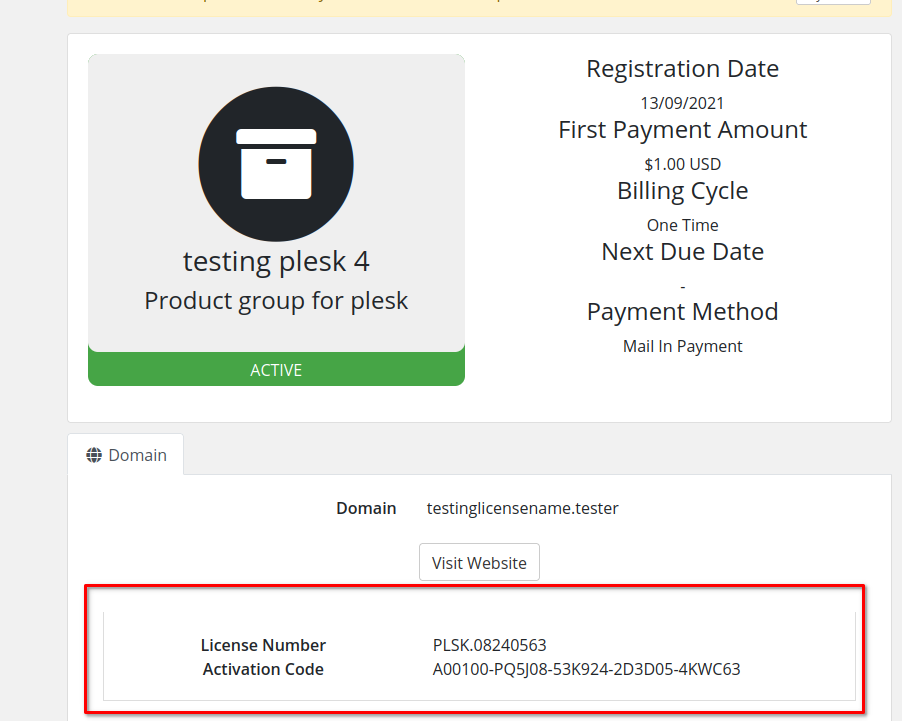 testing plesk 4
Product group for plesk
ACTIVE
Registration Date
13/09/2021
First Payment Amount
$1.00 USD
Billing Cycle
One Time
Next Due Date
-
Payment Method
Mail In Payment
Domain
Domain testinglicensename.tester
Visit Website
License Number PLSK.08240563
Activation Code A00100-PQ5J08-53K924-2D3D05-4KWC63